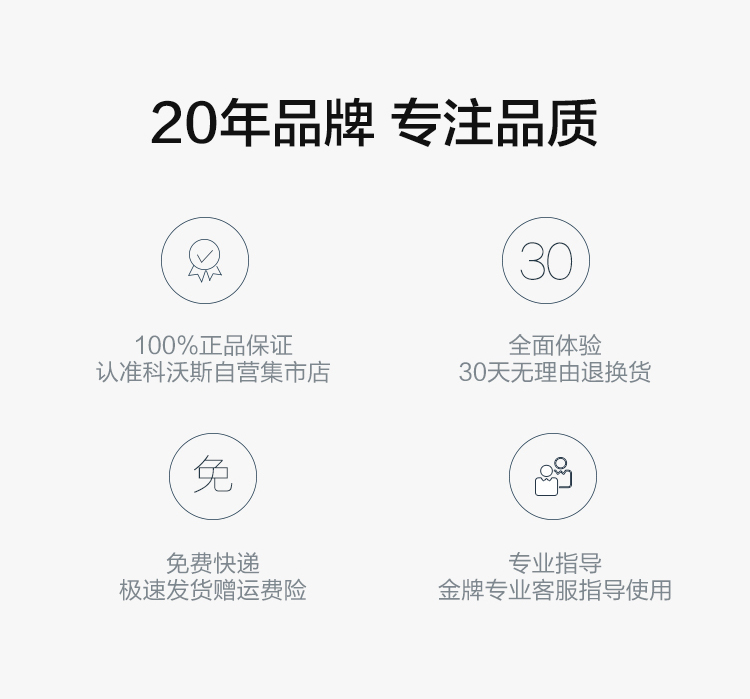 20年品牌 专注品质
30
100%正品保证
认准科沃斯自营集市店
全面体验
30天无理由退换货
免
免费快递
极速发货赠运费险
专业指导
金牌专业客服指导使用